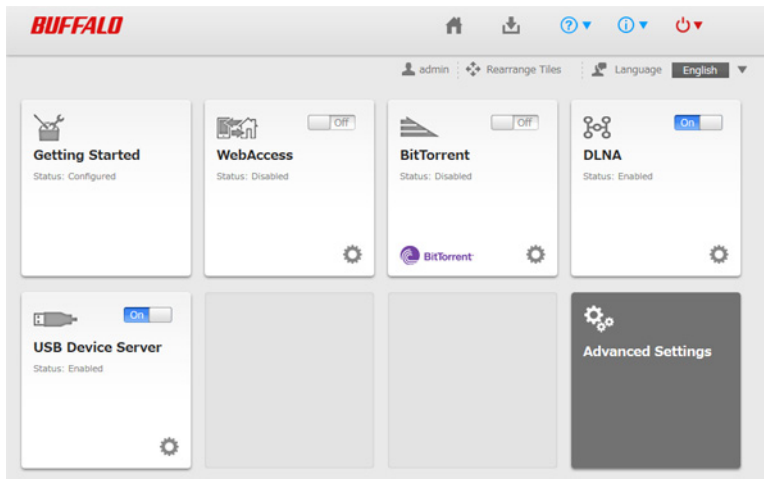 BUFFALO
admin Rearrange Tiles Language English
Off Off On
Getting Started WebAccess BitTorrent DLNA
Status: Configured Status: Disabled Status: Disabled Status: Enabled
BitTorrent
On
USB Device Server Advanced Settings
Status: Enabled